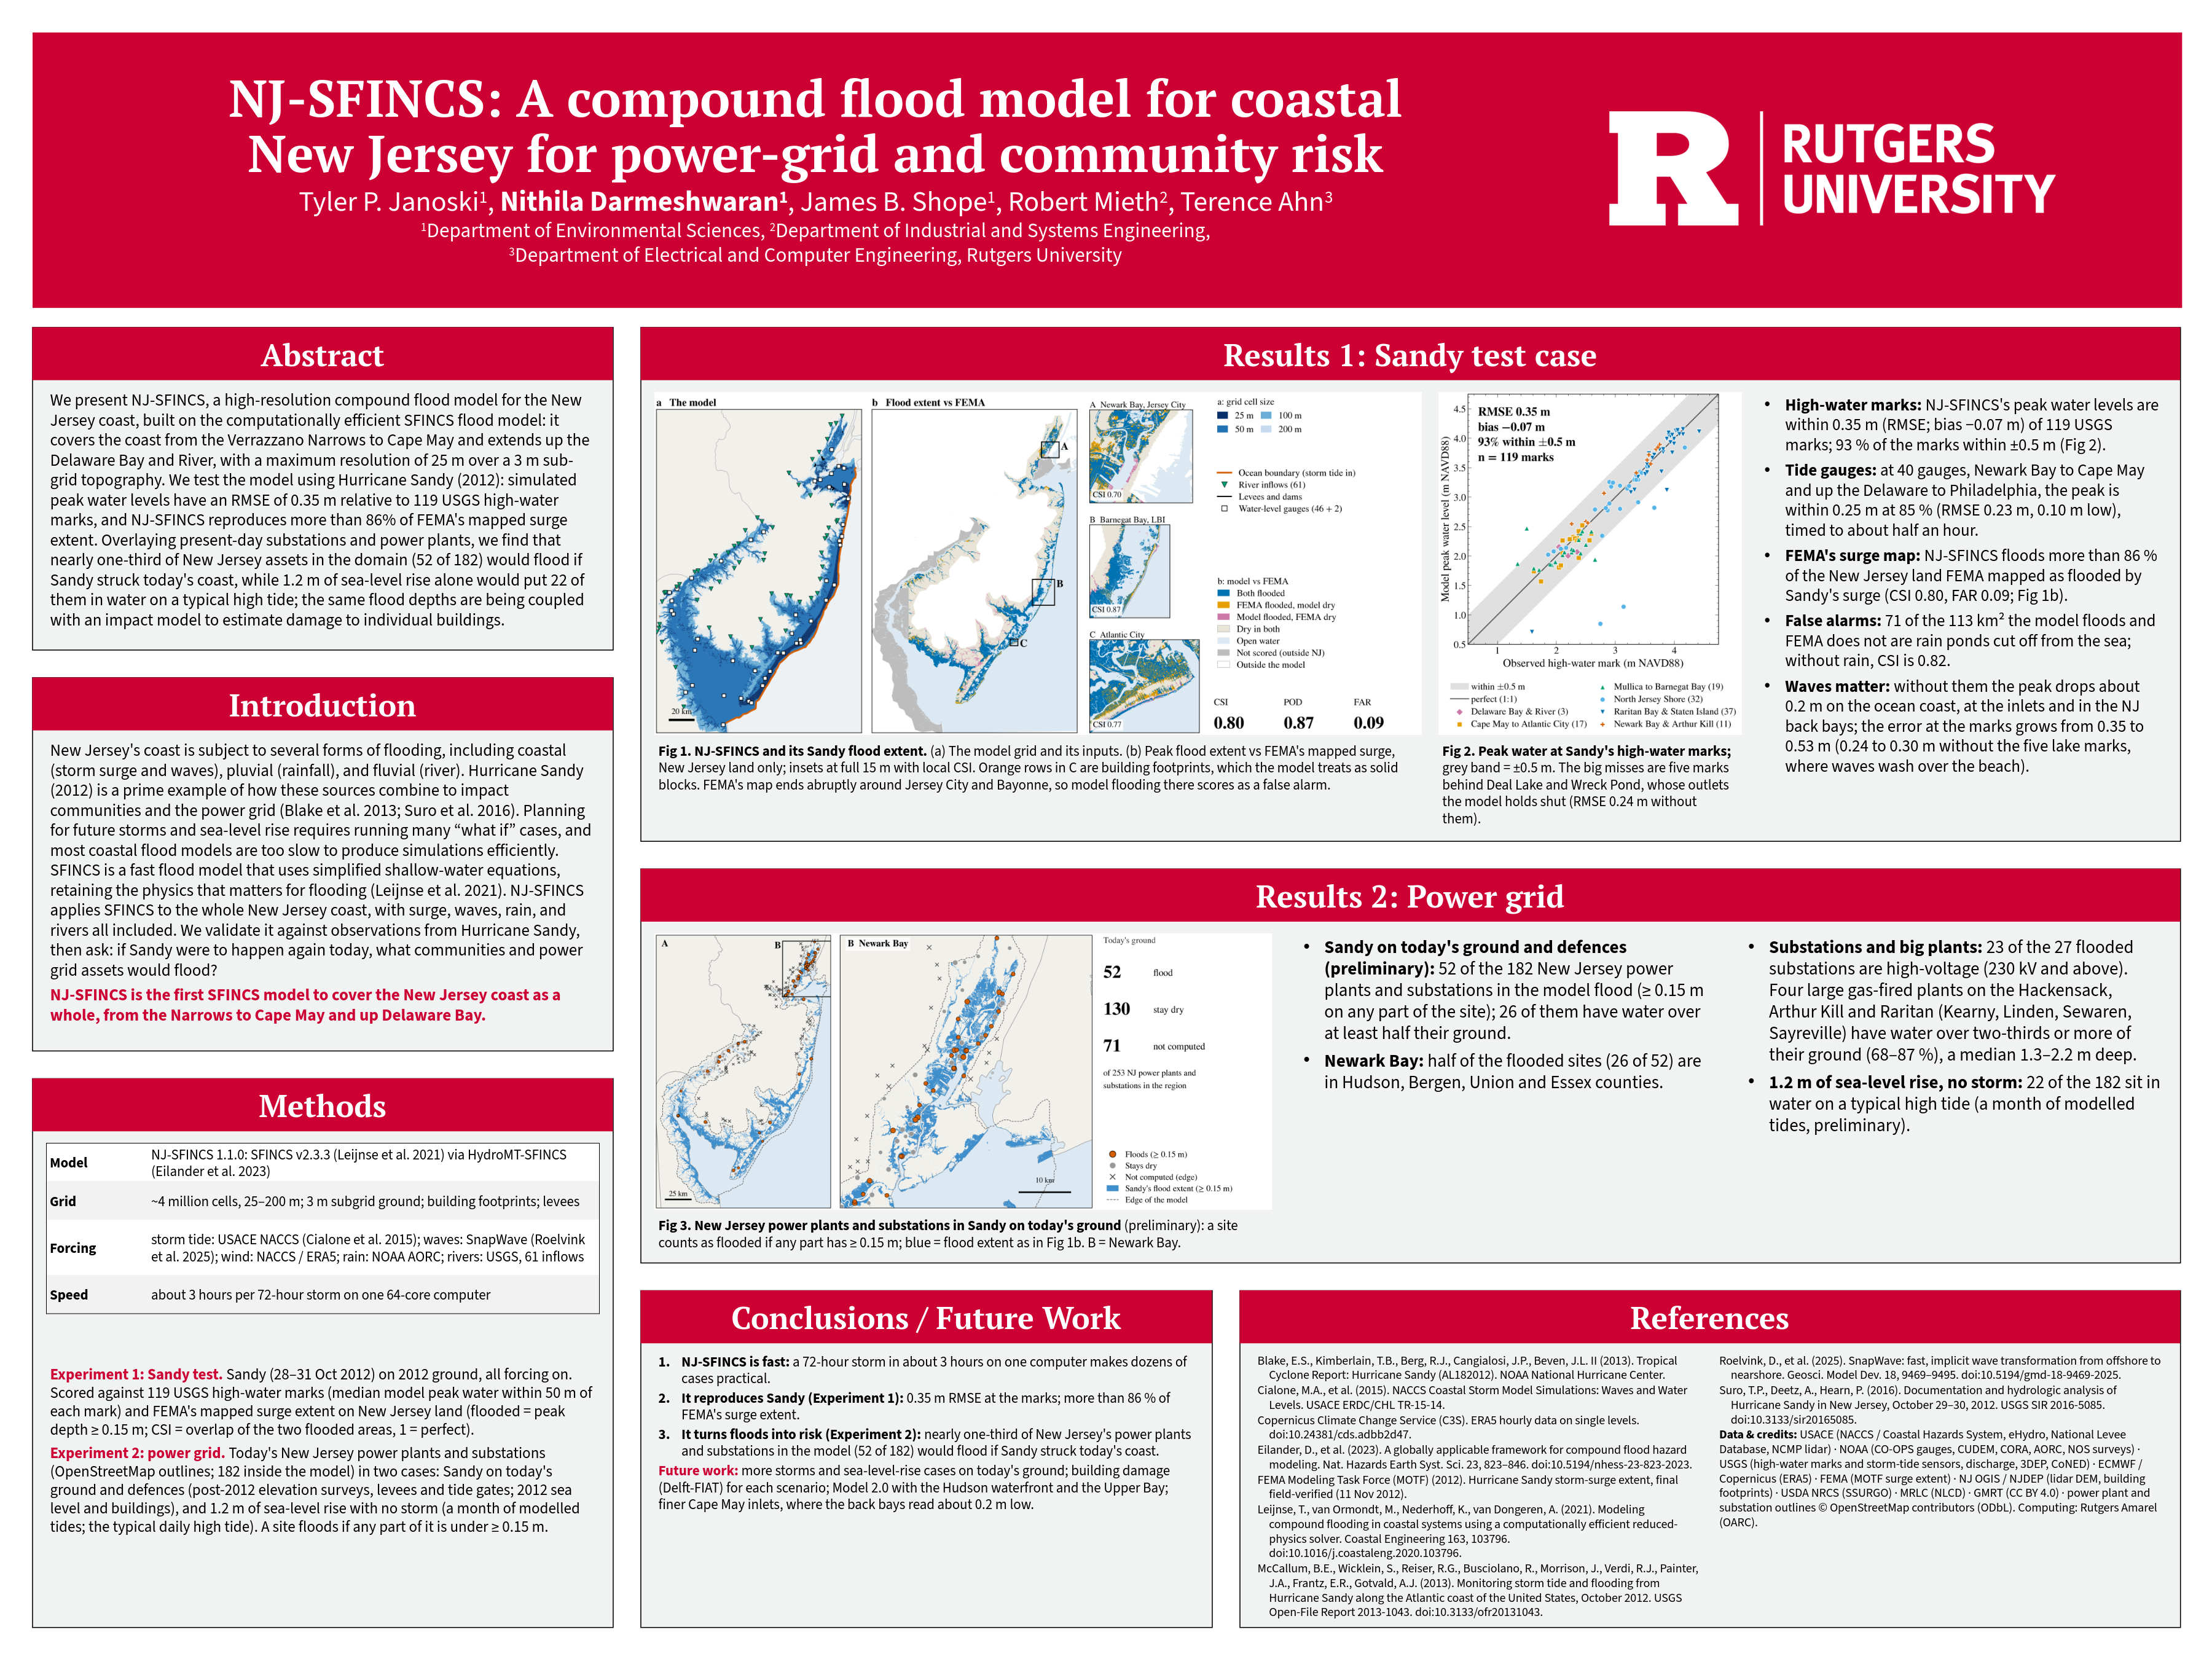 NJ-SFINCS: A compound flood model for coastal
New Jersey for power-grid and community risk
Tyler P. Janoski1, Nithila Darmeshwaran1, James B. Shope1, Robert Mieth2, Terence Ahn3
1Department of Environmental Sciences, 2Department of Industrial and Systems Engineering,
3Department of Electrical and Computer Engineering, Rutgers University
R RUTGERS
UNIVERSITY
Abstract
We present NJ-SFINCS, a high-resolution compound flood model for the New
Jersey coast, built on the computationally efficient SFINCS flood model: it
covers the coast from the Verrazzano Narrows to Cape May and extends up the
Delaware Bay and River, with a maximum resolution of 25 m over a 3 m sub-
grid topography. We test the model using Hurricane Sandy (2012): simulated
peak water levels have an RMSE of 0.35 m relative to 119 USGS high-water
marks, and NJ-SFINCS reproduces more than 86% of FEMA's mapped surge
extent. Overlaying present-day substations and power plants, we find that
nearly one-third of New Jersey assets in the domain (52 of 182) would flood if
Sandy struck today's coast, while 1.2 m of sea-level rise alone would put 22 of
them in water on a typical high tide; the same flood depths are being coupled
with an impact model to estimate damage to individual buildings.
Introduction
New Jersey's coast is subject to several forms of flooding, including coastal
(storm surge and waves), pluvial (rainfall), and fluvial (river). Hurricane Sandy
(2012) is a prime example of how these sources combine to impact
communities and the power grid (Blake et al. 2013; Suro et al. 2016). Planning
for future storms and sea-level rise requires running many “what if” cases, and
most coastal flood models are too slow to produce simulations efficiently.
SFINCS is a fast flood model that uses simplified shallow-water equations,
retaining the physics that matters for flooding (Leijnse et al. 2021). NJ-SFINCS
applies SFINCS to the whole New Jersey coast, with surge, waves, rain, and
rivers all included. We validate it against observations from Hurricane Sandy,
then ask: if Sandy were to happen again today, what communities and power
grid assets would flood?
NJ-SFINCS is the first SFINCS model to cover the New Jersey coast as a
whole, from the Narrows to Cape May and up Delaware Bay.
Methods
Model NJ-SFINCS 1.1.0: SFINCS v2.3.3 (Leijnse et al. 2021) via HydroMT-SFINCS
(Eilander et al. 2023)
Grid ~4 million cells, 25–200 m; 3 m subgrid ground; building footprints; levees
Forcing storm tide: USACE NACCS (Cialone et al. 2015); waves: SnapWave (Roelvink
et al. 2025); wind: NACCS / ERA5; rain: NOAA AORC; rivers: USGS, 61 inflows
Speed about 3 hours per 72-hour storm on one 64-core computer
Experiment 1: Sandy test. Sandy (28–31 Oct 2012) on 2012 ground, all forcing on.
Scored against 119 USGS high-water marks (median model peak water within 50 m of
each mark) and FEMA's mapped surge extent on New Jersey land (flooded = peak
depth ≥ 0.15 m; CSI = overlap of the two flooded areas, 1 = perfect).
Experiment 2: power grid. Today's New Jersey power plants and substations
(OpenStreetMap outlines; 182 inside the model) in two cases: Sandy on today's
ground and defences (post-2012 elevation surveys, levees and tide gates; 2012 sea
level and buildings), and 1.2 m of sea-level rise with no storm (a month of modelled
tides; the typical daily high tide). A site floods if any part of it is under ≥ 0.15 m.
Results 1: Sandy test case
a The model
20 km
b Flood extent vs FEMA
A
B
C
A Newark Bay, Jersey City
CSI 0.70
B Barnegat Bay, LBI
CSI 0.87
C Atlantic City
CSI 0.77
a: grid cell size
25 m 100 m
50 m 200 m
Ocean boundary (storm tide in)
River inflows (61)
Levees and dams
Water-level gauges (46 + 2)
b: model vs FEMA
Both flooded
FEMA flooded, model dry
Model flooded, FEMA dry
Dry in both
Open water
Not scored (outside NJ)
Outside the model
CSI POD FAR
0.80 0.87 0.09
Fig 1. NJ-SFINCS and its Sandy flood extent. (a) The model grid and its inputs. (b) Peak flood extent vs FEMA's mapped surge,
New Jersey land only; insets at full 15 m with local CSI. Orange rows in C are building footprints, which the model treats as solid
blocks. FEMA's map ends abruptly around Jersey City and Bayonne, so model flooding there scores as a false alarm.
RMSE 0.35 m
bias −0.07 m
93% within ±0.5 m
n = 119 marks
Model peak water level (m NAVD88)
4.5
4.0
3.5
3.0
2.5
2.0
1.5
1.0
0.5
1 2 3 4
Observed high-water mark (m NAVD88)
within ±0.5 m
perfect (1:1)
Delaware Bay & River (3)
Cape May to Atlantic City (17)
Mullica to Barnegat Bay (19)
North Jersey Shore (32)
Raritan Bay & Staten Island (37)
Newark Bay & Arthur Kill (11)
Fig 2. Peak water at Sandy's high-water marks;
grey band = ±0.5 m. The big misses are five marks
behind Deal Lake and Wreck Pond, whose outlets
the model holds shut (RMSE 0.24 m without
them).
• High-water marks: NJ-SFINCS's peak water levels are
within 0.35 m (RMSE; bias −0.07 m) of 119 USGS
marks; 93 % of the marks within ±0.5 m (Fig 2).
• Tide gauges: at 40 gauges, Newark Bay to Cape May
and up the Delaware to Philadelphia, the peak is
within 0.25 m at 85 % (RMSE 0.23 m, 0.10 m low),
timed to about half an hour.
• FEMA's surge map: NJ-SFINCS floods more than 86 %
of the New Jersey land FEMA mapped as flooded by
Sandy's surge (CSI 0.80, FAR 0.09; Fig 1b).
• False alarms: 71 of the 113 km² the model floods and
FEMA does not are rain ponds cut off from the sea;
without rain, CSI is 0.82.
• Waves matter: without them the peak drops about
0.2 m on the ocean coast, at the inlets and in the NJ
back bays; the error at the marks grows from 0.35 to
0.53 m (0.24 to 0.30 m without the five lake marks,
where waves wash over the beach).
Results 2: Power grid
A
B
25 km
B Newark Bay
10 km
Today's ground
52 flood
130 stay dry
71 not computed
of 253 NJ power plants and
substations in the region
Floods (≥ 0.15 m)
Stays dry
Not computed (edge)
Sandy's flood extent (≥ 0.15 m)
Edge of the model
Fig 3. New Jersey power plants and substations in Sandy on today's ground (preliminary): a site
counts as flooded if any part has ≥ 0.15 m; blue = flood extent as in Fig 1b. B = Newark Bay.
• Sandy on today's ground and defences
(preliminary): 52 of the 182 New Jersey power
plants and substations in the model flood (≥ 0.15 m
on any part of the site); 26 of them have water over
at least half their ground.
• Newark Bay: half of the flooded sites (26 of 52) are
in Hudson, Bergen, Union and Essex counties.
• Substations and big plants: 23 of the 27 flooded
substations are high-voltage (230 kV and above).
Four large gas-fired plants on the Hackensack,
Arthur Kill and Raritan (Kearny, Linden, Sewaren,
Sayreville) have water over two-thirds or more of
their ground (68–87 %), a median 1.3–2.2 m deep.
• 1.2 m of sea-level rise, no storm: 22 of the 182 sit in
water on a typical high tide (a month of modelled
tides, preliminary).
Conclusions / Future Work
1. NJ-SFINCS is fast: a 72-hour storm in about 3 hours on one computer makes dozens of
cases practical.
2. It reproduces Sandy (Experiment 1): 0.35 m RMSE at the marks; more than 86 % of
FEMA's surge extent.
3. It turns floods into risk (Experiment 2): nearly one-third of New Jersey's power plants
and substations in the model (52 of 182) would flood if Sandy struck today's coast.
Future work: more storms and sea-level-rise cases on today's ground; building damage
(Delft-FIAT) for each scenario; Model 2.0 with the Hudson waterfront and the Upper Bay;
finer Cape May inlets, where the back bays read about 0.2 m low.
References
Blake, E.S., Kimberlain, T.B., Berg, R.J., Cangialosi, J.P., Beven, J.L. II (2013). Tropical
Cyclone Report: Hurricane Sandy (AL182012). NOAA National Hurricane Center.
Cialone, M.A., et al. (2015). NACCS Coastal Storm Model Simulations: Waves and Water
Levels. USACE ERDC/CHL TR-15-14.
Copernicus Climate Change Service (C3S). ERA5 hourly data on single levels.
doi:10.24381/cds.adbb2d47.
Eilander, D., et al. (2023). A globally applicable framework for compound flood hazard
modeling. Nat. Hazards Earth Syst. Sci. 23, 823–846. doi:10.5194/nhess-23-823-2023.
FEMA Modeling Task Force (MOTF) (2012). Hurricane Sandy storm-surge extent, final
field-verified (11 Nov 2012).
Leijnse, T., van Ormondt, M., Nederhoff, K., van Dongeren, A. (2021). Modeling
compound flooding in coastal systems using a computationally efficient reduced-
physics solver. Coastal Engineering 163, 103796.
doi:10.1016/j.coastaleng.2020.103796.
McCallum, B.E., Wicklein, S., Reiser, R.G., Busciolano, R., Morrison, J., Verdi, R.J., Painter,
J.A., Frantz, E.R., Gotvald, A.J. (2013). Monitoring storm tide and flooding from
Hurricane Sandy along the Atlantic coast of the United States, October 2012. USGS
Open-File Report 2013-1043. doi:10.3133/ofr20131043.
Roelvink, D., et al. (2025). SnapWave: fast, implicit wave transformation from offshore to
nearshore. Geosci. Model Dev. 18, 9469–9495. doi:10.5194/gmd-18-9469-2025.
Suro, T.P., Deetz, A., Hearn, P. (2016). Documentation and hydrologic analysis of
Hurricane Sandy in New Jersey, October 29–30, 2012. USGS SIR 2016-5085.
doi:10.3133/sir20165085.
Data & credits: USACE (NACCS / Coastal Hazards System, eHydro, National Levee
Database, NCMP lidar) · NOAA (CO-OPS gauges, CUDEM, CORA, AORC, NOS surveys) ·
USGS (high-water marks and storm-tide sensors, discharge, 3DEP, CoNED) · ECMWF /
Copernicus (ERA5) · FEMA (MOTF surge extent) · NJ OGIS / NJDEP (lidar DEM, building
footprints) · USDA NRCS (SSURGO) · MRLC (NLCD) · GMRT (CC BY 4.0) · power plant and
substation outlines © OpenStreetMap contributors (ODbL). Computing: Rutgers Amarel
(OARC).